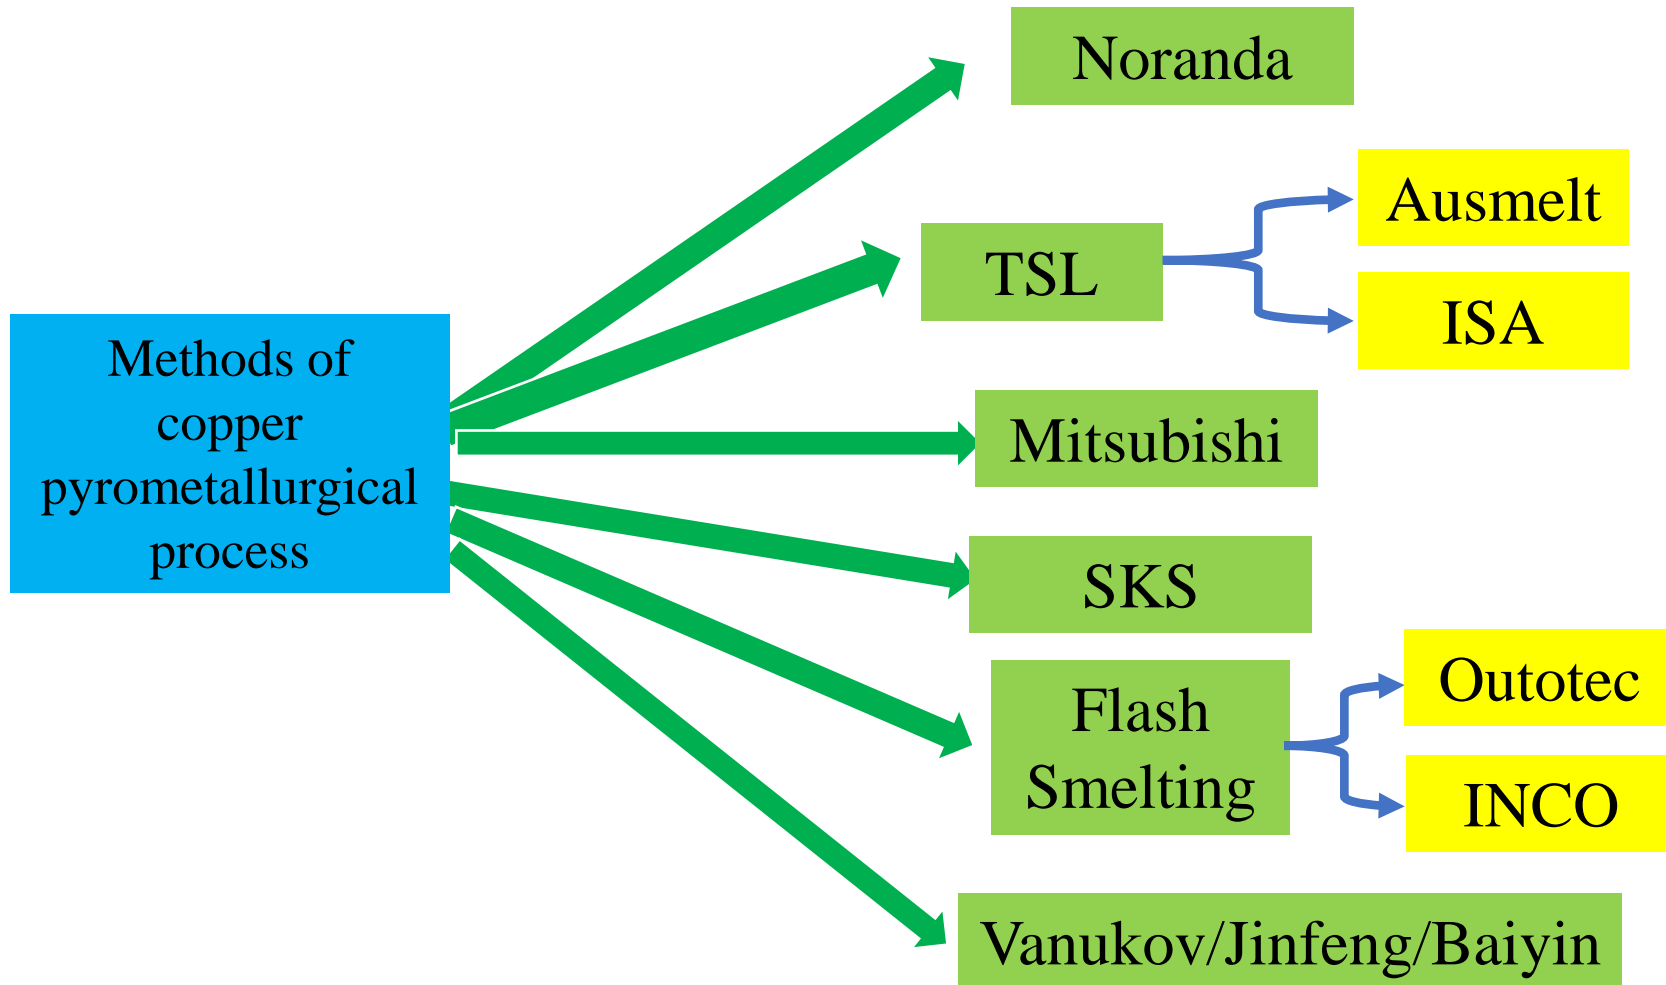 Noranda
Ausmelt
TSL
ISA
Methods of
copper
pyrometallurgical
process
Mitsubishi
SKS
Flash
Smelting
Outotec
INCO
Vanukov/Jinfeng/Baiyin